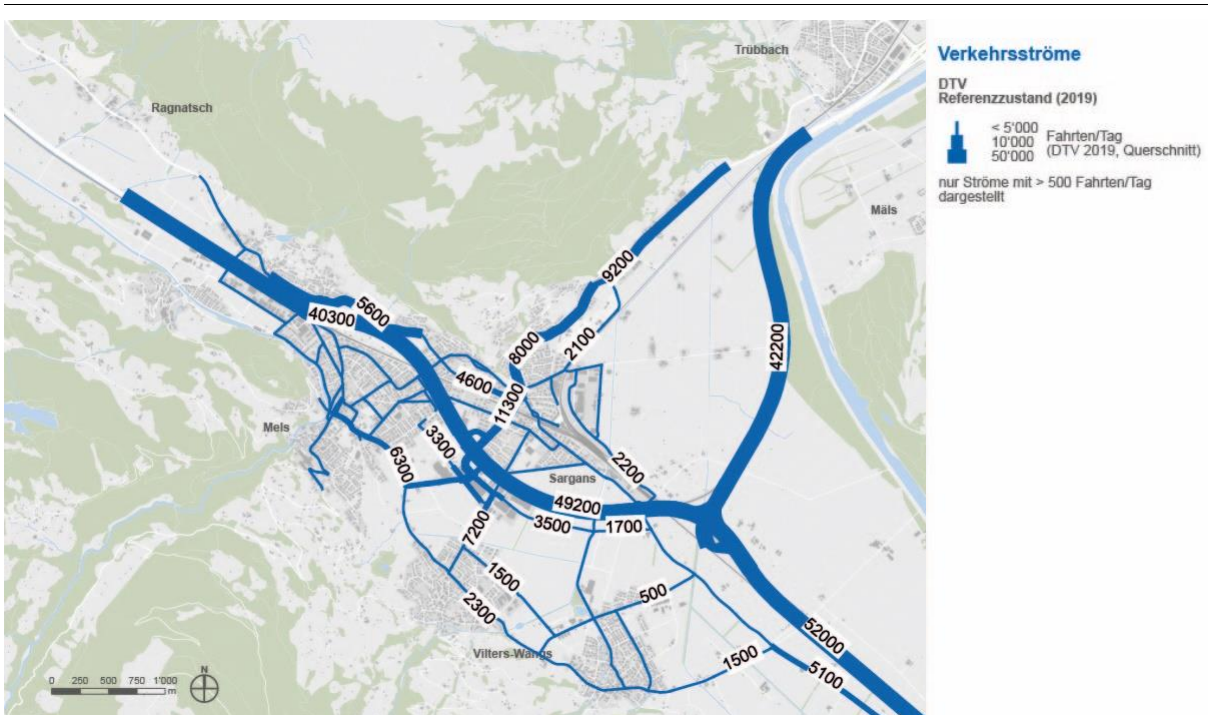 Trübbach
Ragnatsch
Mäls
Mels
Sargans
Vilters-Wangs
9200
42200
40300
5600
8000
2100
4600
11300
3300
6300
2200
49200
3500
1700
7200
1500
500
2300
52000
1500
5100
0 250 500 750 1'000
m
N
Verkehrsströme
DTV
Referenzzustand (2019)
< 5'000
10'000
50'000
Fahrten/Tag
(DTV 2019, Querschnitt)
nur Ströme mit > 500 Fahrten/Tag
dargestellt